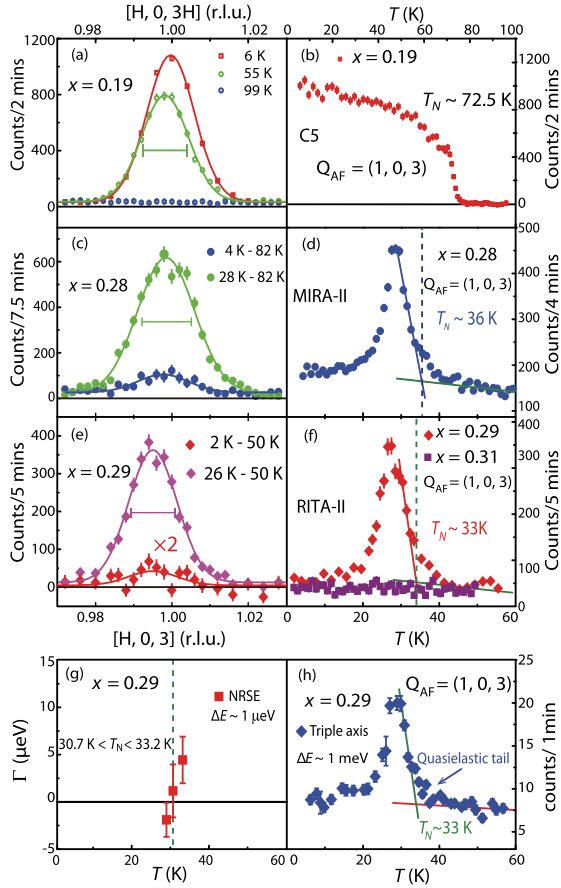 [H, 0, 3H] (r.l.u.)
T (K)
0.98 1.00 1.02
0 20 40 60 80 100
(a)
x = 0.19
6 K
55 K
99 K
Counts/2 mins
1200
800
400
0
(b)
x = 0.19
T_N ~ 72.5 K
C5
Q_AF = (1, 0, 3)
1200
800
400
0
Counts/2 mins
(c)
4 K - 82 K
28 K - 82 K
x = 0.28
Counts/7.5 mins
600
400
200
0
(d)
x = 0.28
Q_AF = (1, 0, 3)
MIRA-II
T_N ~ 36 K
450
400
300
200
100
Counts/4 mins
(e)
2 K - 50 K
26 K - 50 K
x = 0.29
×2
Counts/5 mins
400
300
200
100
0
0.98 1.00 1.02
[H, 0, 3] (r.l.u.)
(f)
x = 0.29
x = 0.31
Q_AF = (1, 0, 3)
RITA-II
T_N ~ 33K
400
300
200
100
50
0
Counts/5 mins
0 20 40 60
T (K)
(g)
x = 0.29
NRSE
ΔE ~ 1 μeV
30.7 K < T_N < 33.2 K
Γ (μeV)
15
10
5
0
-5
0 20 40 60
T (K)
(h)
Q_AF = (1, 0, 3)
x = 0.29
Triple axis
ΔE ~ 1 meV
Quasielastic tail
T_N ~33 K
25
20
15
10
5
counts/ 1min
0 20 40 60
T (K)